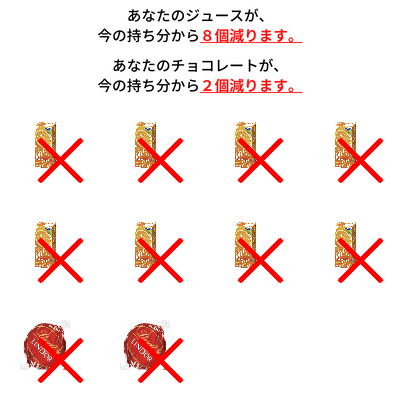 あなたのジュースが、
今の持ち分から８個減ります。
あなたのチョコレートが、
今の持ち分から２個減ります。
LINDOR
LINDOR